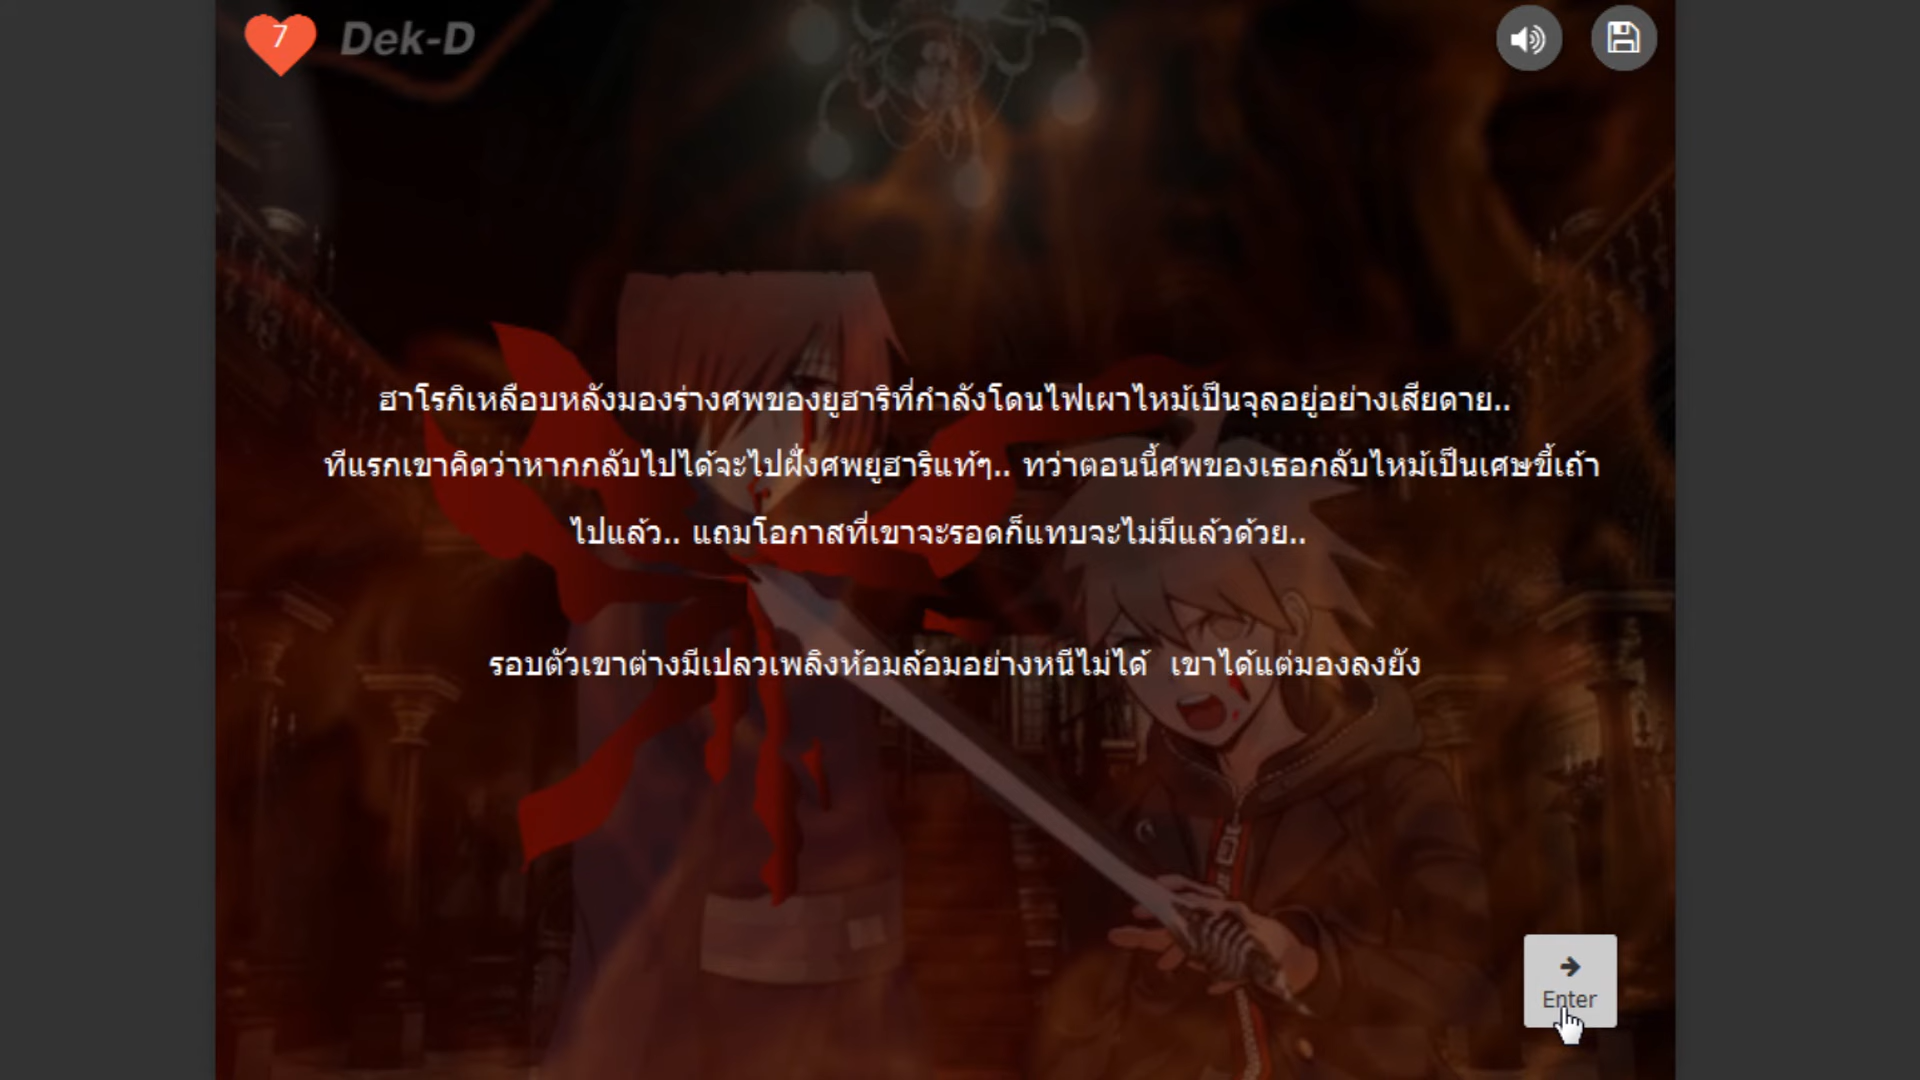 7 Dek-D
ฮาโรกิเหลือบหลังมองร่างศพของยูฮาริที่กำลังโดนไฟเผาไหม้เป็นจุลอยู่อย่างเสียดาย..
ทีแรกเขาคิดว่าหากกลับไปได้จะไปฝั่งศพยูฮาริแท้ๆ.. ทว่าตอนนี้ศพของเธอกลับไหม้เป็นเศษขี้เถ้า
ไปแล้ว.. แถมโอกาสที่เขาจะรอดก็แทบจะไม่มีแล้วด้วย..
รอบตัวเขาต่างมีเปลวเพลิงห้อมล้อมอย่างหนีไม่ได้ เขาได้แต่มองลงยัง
Enter